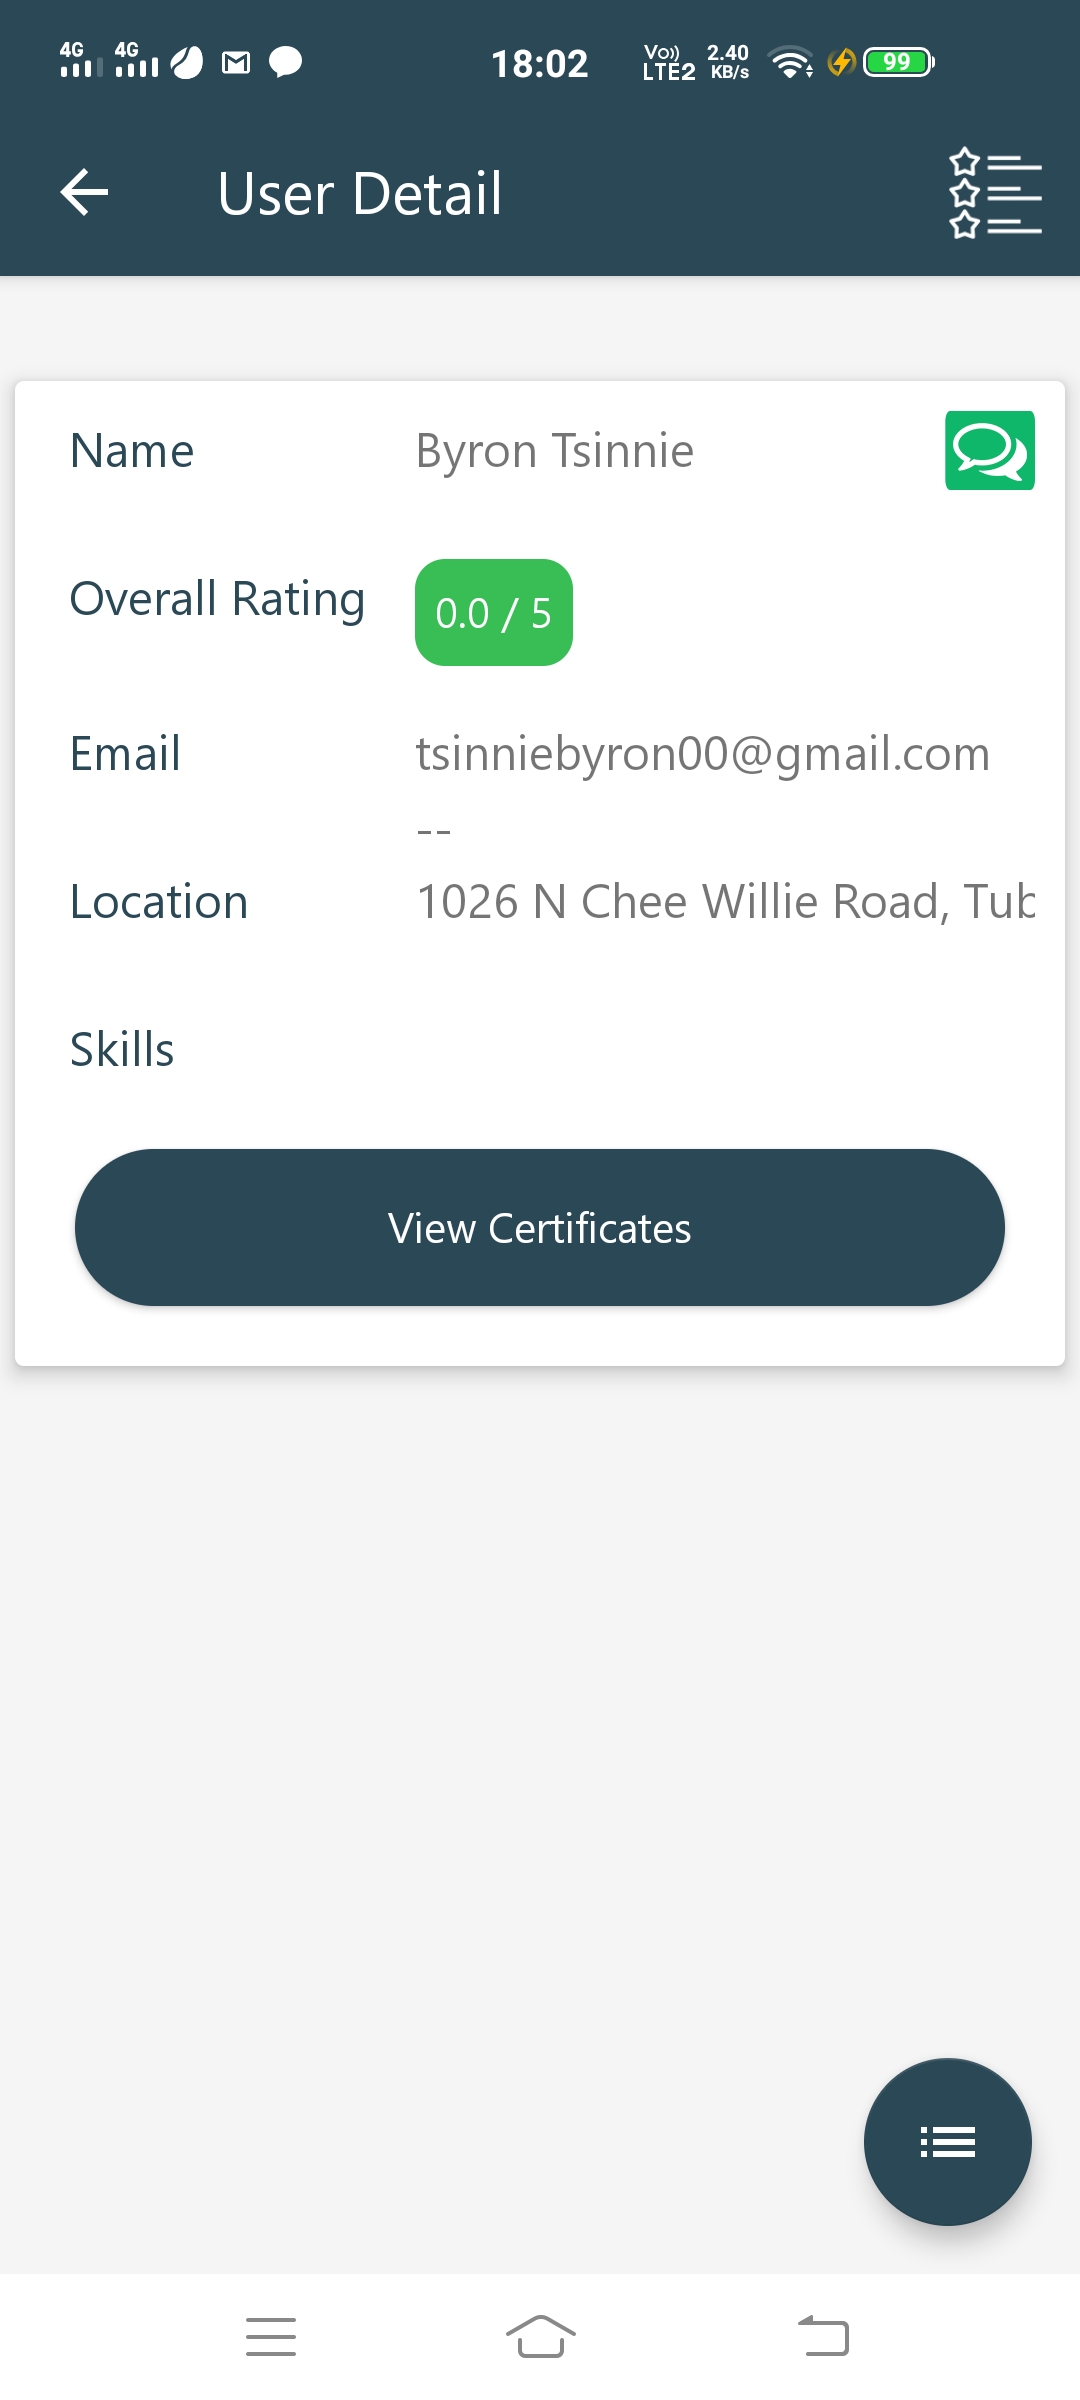 4G 4G 18:02 Vo)) LTE2 2.40 KB/s 99
User Detail
Name Byron Tsinnie
Overall Rating 0.0 / 5
Email tsinniebyron00@gmail.com
--
Location 1026 N Chee Willie Road, Tub
Skills
View Certificates